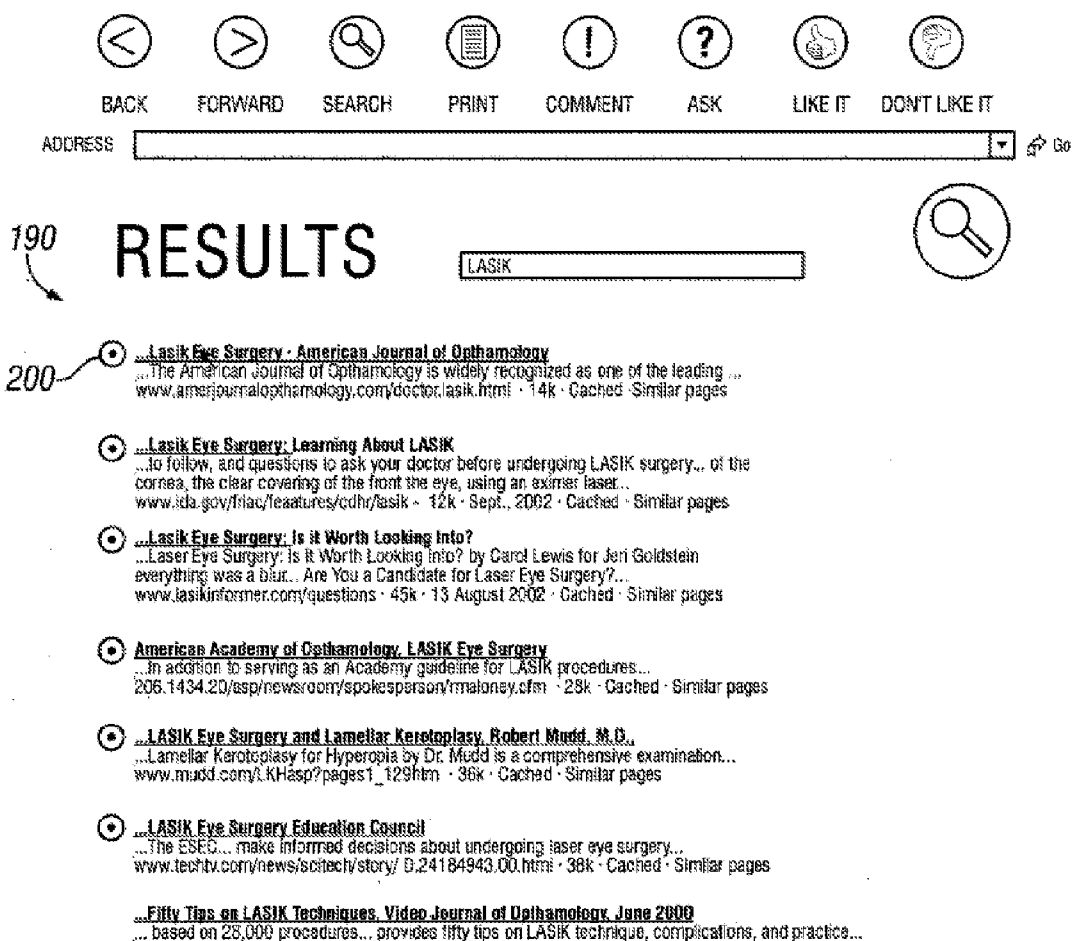 BACK FORWARD SEARCH PRINT COMMENT ASK LIKE IT DON'T LIKE IT
ADDRESS Go
190 RESULTS LASIK
200
...Lasik Eye Surgery - American Journal of Opthamology
...The American Journal of Opthamology is widely recognized as one of the leading ...
www.amerjournalopthamology.com/doctor.lasik.html · 14k · Cached · Similar pages
...Lasik Eye Surgery: Learning About LASIK
...to follow, and questions to ask your doctor before undergoing LASIK surgery... of the
cornea, the clear covering of the front the eye, using an eximer laser...
12k · Sept., 2002 · Cached · Similar pages
...Lasik Eye Surgery: Is it Worth Looking Into?
...Laser Eye Surgery: Is it Worth Looking Into? by Carol Lewis for Jeri Goldstein
everything was a blur... Are You a Candidate for Laser Eye Surgery?...
www.lasikinformer.com/questions · 45k · 13 August 2002 · Cached · Similar pages
American Academy of Opthamology, LASIK Eye Surgery
...In addition to serving as an Academy guideline for LASIK procedures...
206.1434.20/asp/newsroom/spokesperson/rmaloney.cfm · 28k · Cached · Similar pages
...LASIK Eye Surgery and Lamellar Kerotoplasy, Robert Mudd, M.D.,
...Lamellar Kerotoplasy for Hyperopia by Dr. Mudd is a comprehensive examination...
www.mudd.com/LKHasp?pages1_129htm · 36k · Cached · Similar pages
...LASIK Eye Surgery Education Council
...The ESEC... make informed decisions about undergoing laser eye surgery...
www.techtv.com/news/scitech/story/ 0.24184943.00.html · 38k · Cached · Similar pages
...Fifty Tips on LASIK Techniques, Video Journal of Opthamology, June 2000
... based on 28,000 procedures... provides fifty tips on LASIK technique, complications, and practice...